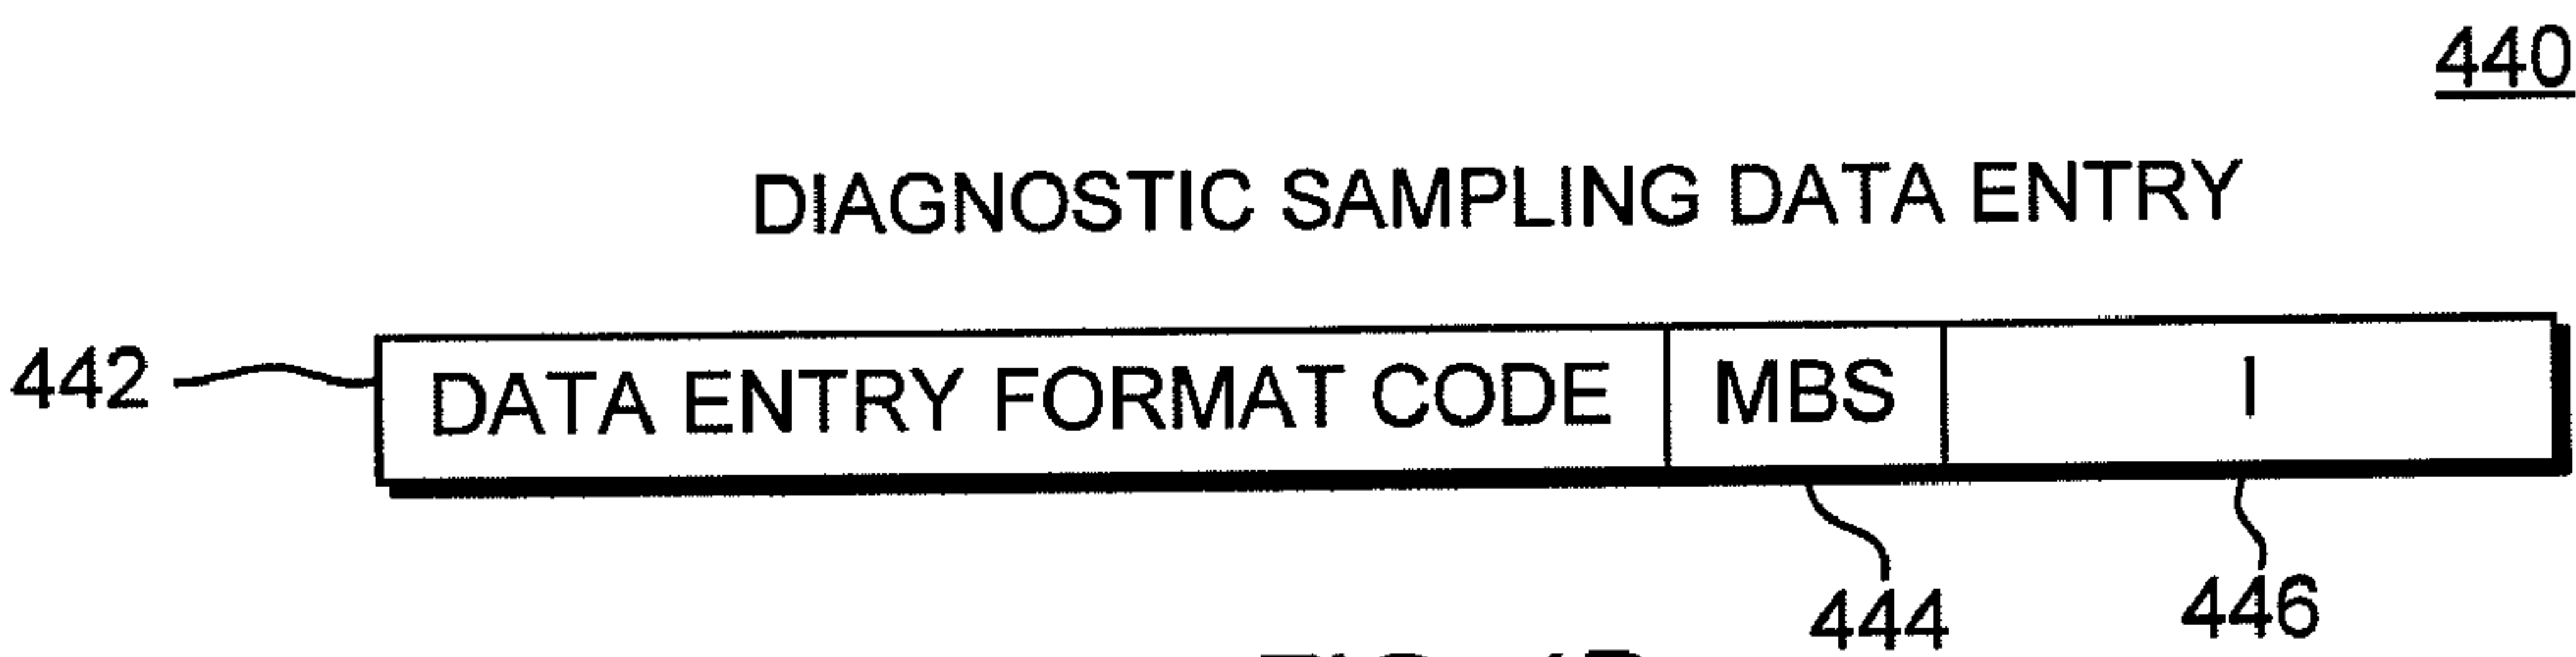 440
DIAGNOSTIC SAMPLING DATA ENTRY
442 DATA ENTRY FORMAT CODE MBS I
444 446